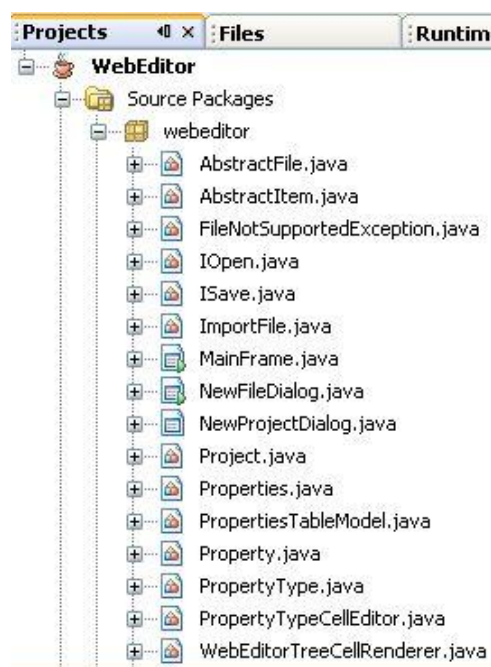 Projects Files Runtim
WebEditor
Source Packages
webeditor
AbstractFile.java
AbstractItem.java
FileNotSupportedException.java
IOpen.java
ISave.java
ImportFile.java
MainFrame.java
NewFileDialog.java
NewProjectDialog.java
Project.java
Properties.java
PropertiesTableModel.java
Property.java
PropertyType.java
PropertyTypeCellEditor.java
WebEditorTreeCellRenderer.java